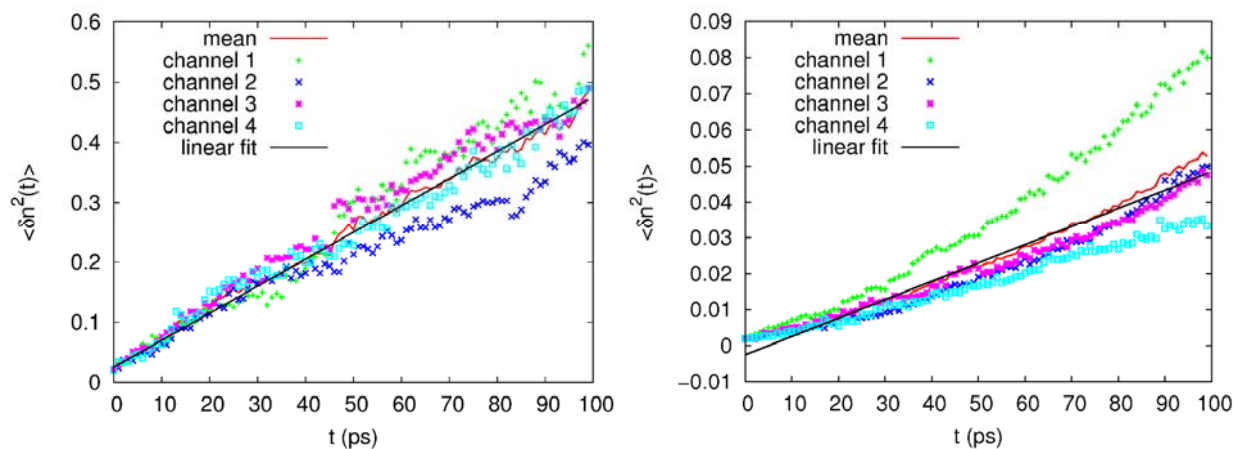 0.6
0.5
0.4
0.3
0.2
0.1
0
<δn²(t)>
mean
channel 1
channel 2
channel 3
channel 4
linear fit
0 10 20 30 40 50 60 70 80 90 100
t (ps)
0.09
0.08
0.07
0.06
0.05
0.04
0.03
0.02
0.01
0
−0.01
<δn²(t)>
mean
channel 1
channel 2
channel 3
channel 4
linear fit
0 10 20 30 40 50 60 70 80 90 100
t (ps)